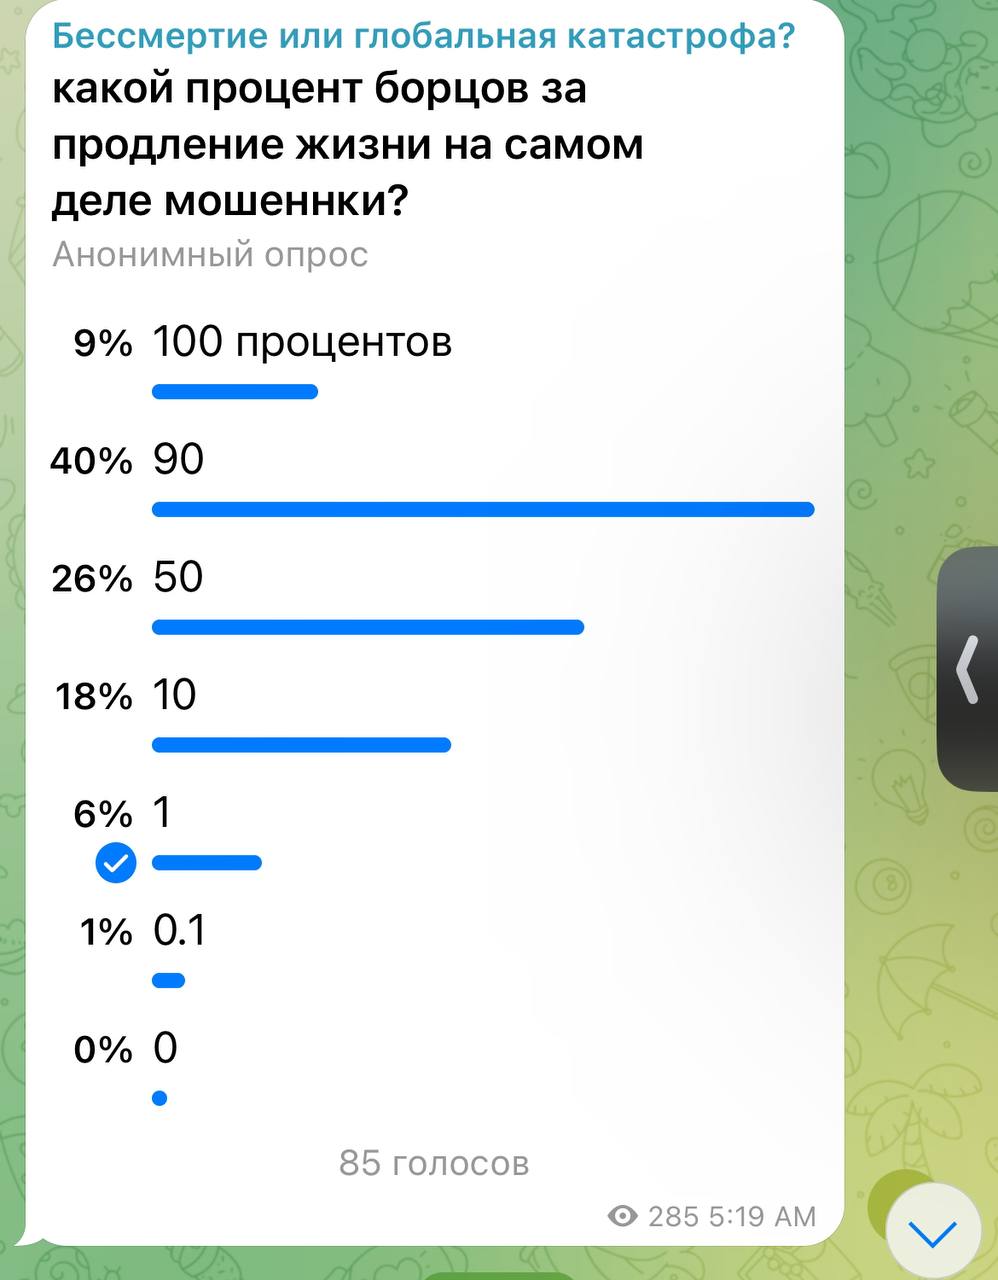 Бессмертие или глобальная катастрофа?
какой процент борцов за
продление жизни на самом
деле мошеннки?
Анонимный опрос
9% 100 процентов
40% 90
26% 50
18% 10
6% 1
1% 0.1
0% 0
85 голосов
285 5:19 AM